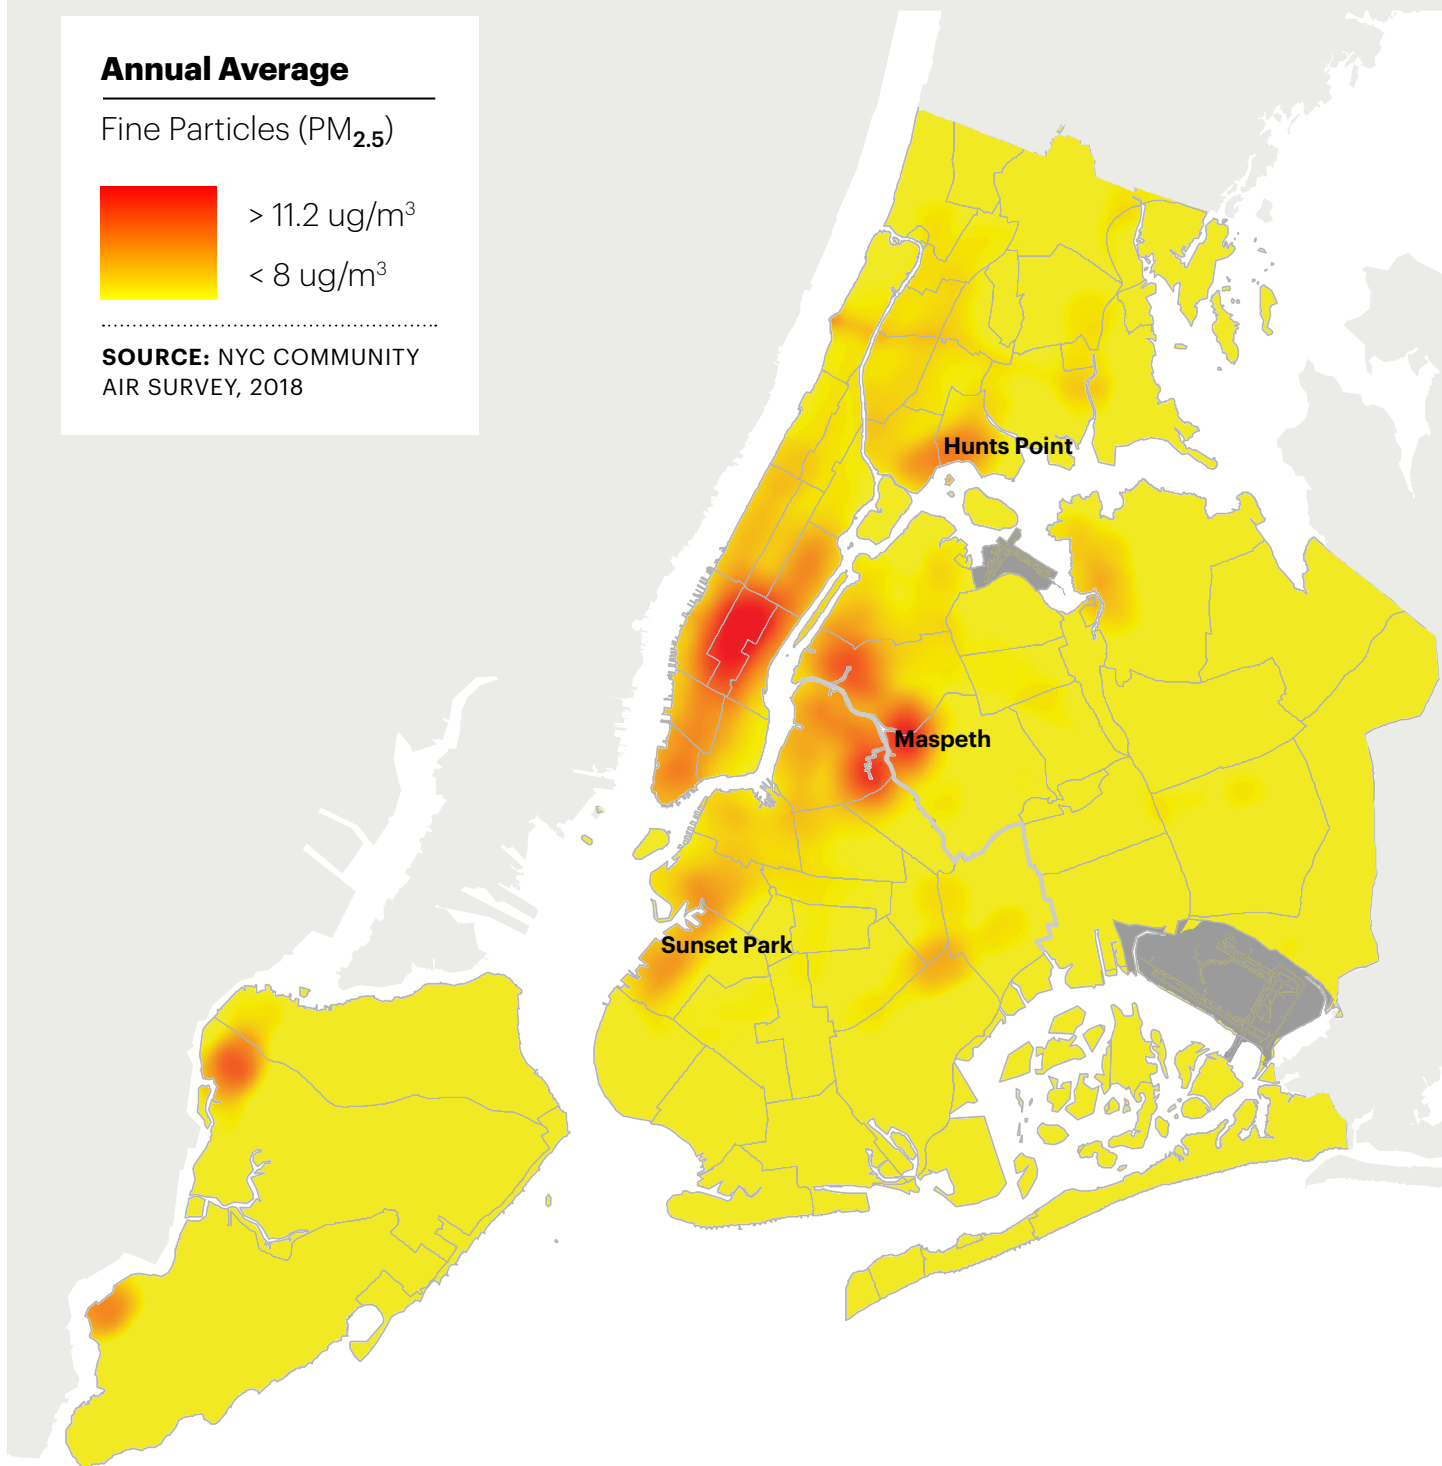 Annual Average
Fine Particles (PM2.5)
> 11.2 ug/m³
< 8 ug/m³
SOURCE: NYC COMMUNITY
AIR SURVEY, 2018
Hunts Point
Maspeth
Sunset Park